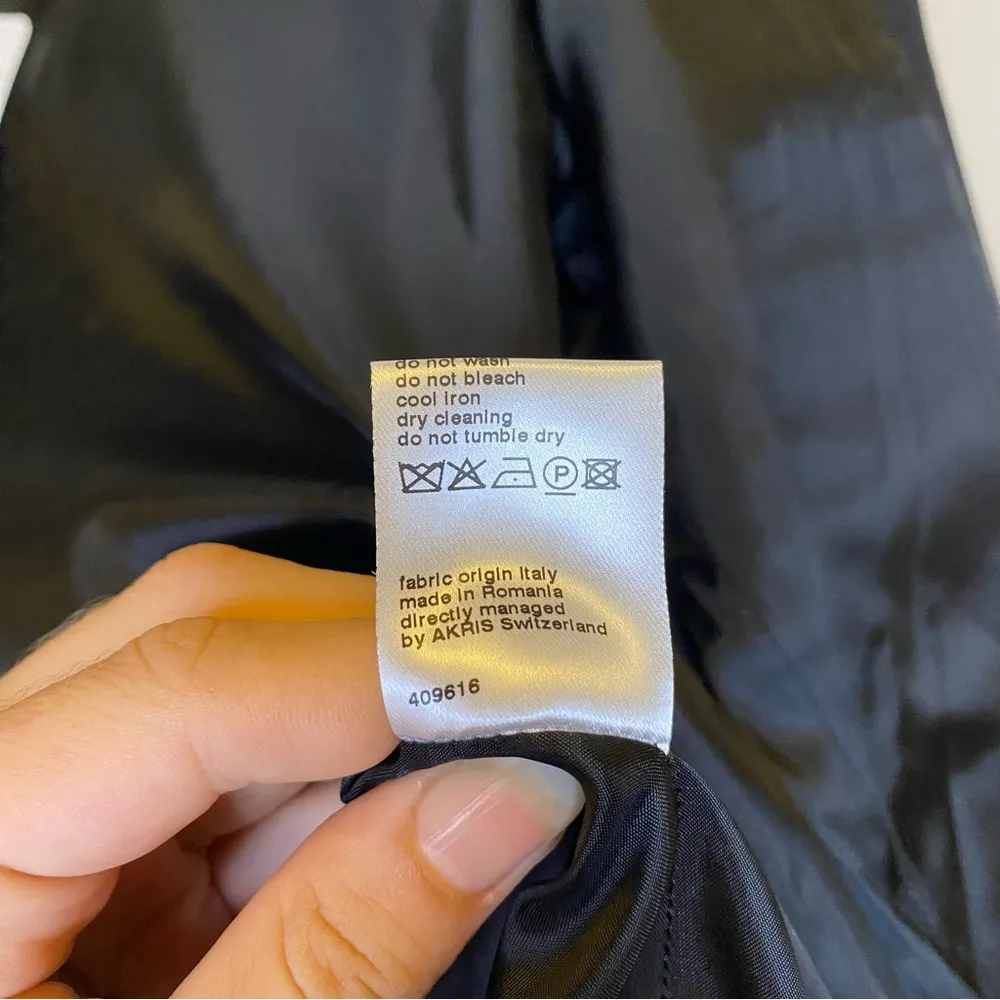 do not wash
do not bleach
cool iron
dry cleaning
do not tumble dry
P
fabric origin Italy
made in Romania
directly managed
by AKRIS Switzerland
409616